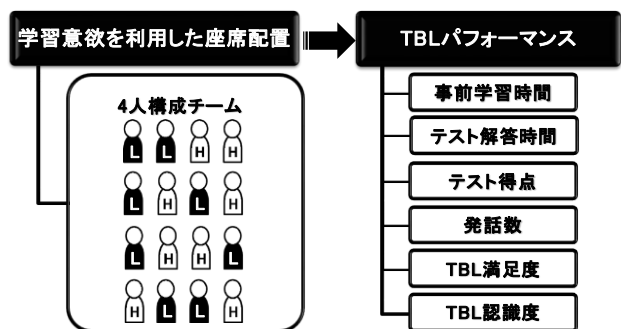 学習意欲を利用した座席配置
TBLパフォーマンス
4人構成チーム
L L H H
L H L H
L H H L
H L L H
事前学習時間
テスト解答時間
テスト得点
発話数
TBL満足度
TBL認識度